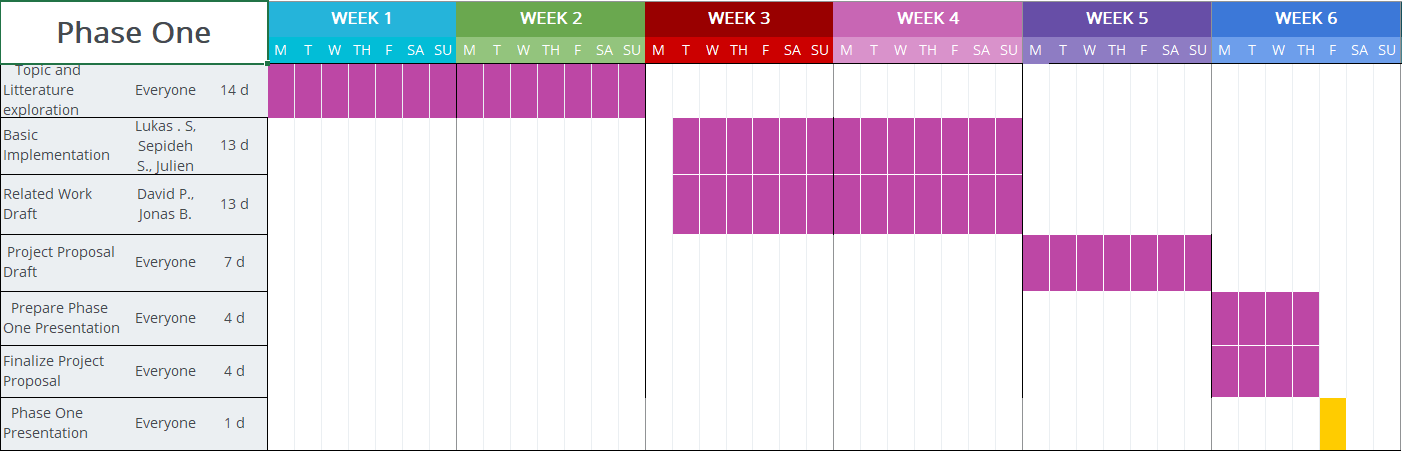 Phase One
WEEK 1 WEEK 2 WEEK 3 WEEK 4 WEEK 5 WEEK 6
M T W TH F SA SU M T W TH F SA SU M T W TH F SA SU M T W TH F SA SU M T W TH F SA SU M T W TH F SA SU
Topic and
Litterature
exploration
Everyone
14 d
Basic
Implementation
Lukas . S,
Sepideh
S., Julien
13 d
Related Work
Draft
David P.,
Jonas B.
13 d
Project Proposal
Draft
Everyone
7 d
Prepare Phase
One Presentation
Everyone
4 d
Finalize Project
Proposal
Everyone
4 d
Phase One
Presentation
Everyone
1 d